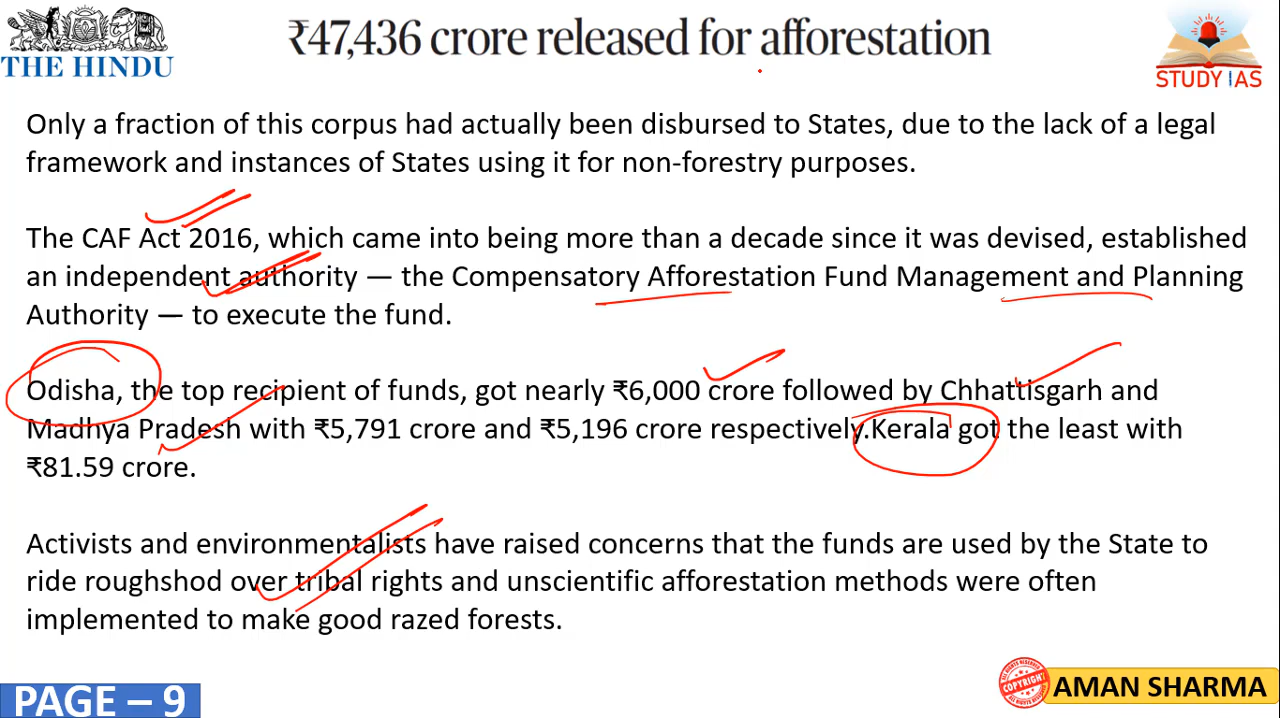 ₹47,436 crore released for afforestation
THE HINDU
STUDY IAS
Only a fraction of this corpus had actually been disbursed to States, due to the lack of a legal
framework and instances of States using it for non-forestry purposes.
The CAF Act 2016, which came into being more than a decade since it was devised, established
an independent authority — the Compensatory Afforestation Fund Management and Planning
Authority — to execute the fund.
Odisha, the top recipient of funds, got nearly ₹6,000 crore followed by Chhattisgarh and
Madhya Pradesh with ₹5,791 crore and ₹5,196 crore respectively.Kerala got the least with
₹81.59 crore.
Activists and environmentalists have raised concerns that the funds are used by the State to
ride roughshod over tribal rights and unscientific afforestation methods were often
implemented to make good razed forests.
PAGE – 9
COPYRIGHT
AMAN SHARMA